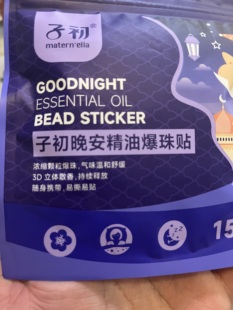 子初
matern'ella
GOODNIGHT
ESSENTIAL OIL
BEAD STICKER
子初晚安精油爆珠贴
浓缩颗粒爆珠，气味温和舒缓
3D 立体散香，持续释放
随身携带，易撕易贴
15